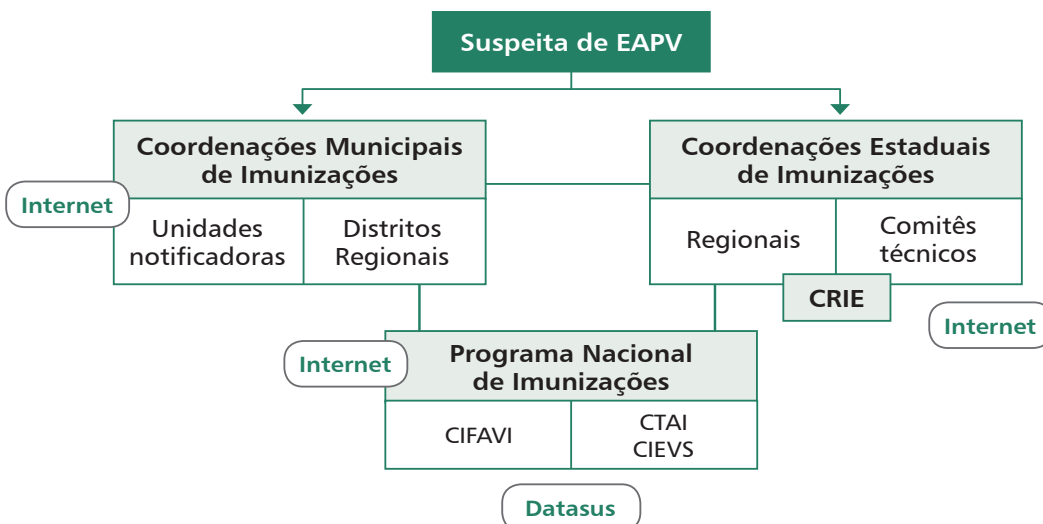 Suspeita de EAPV
Coordenações Municipais
de Imunizações
Internet
Unidades
notificadoras
Distritos
Regionais
Coordenações Estaduais
de Imunizações
Regionais
Comitês
técnicos
CRIE
Internet
Internet
Programa Nacional
de Imunizações
CIFAVI
CTAI
CIEVS
Datasus